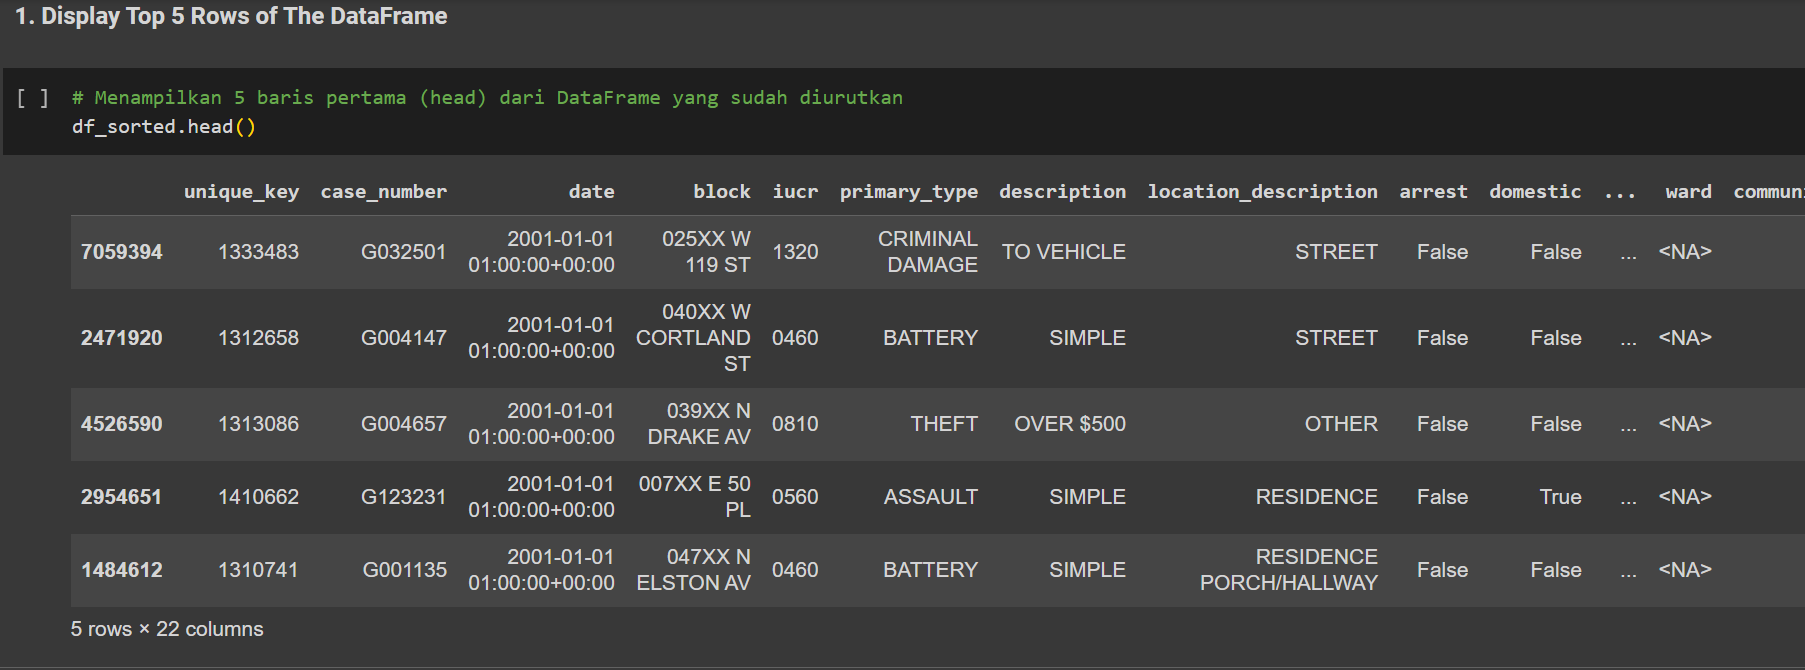 1. Display Top 5 Rows of The DataFrame
[ ] # Menampilkan 5 baris pertama (head) dari DataFrame yang sudah diurutkan
df_sorted.head()
unique_key case_number date block iucr primary_type description location_description arrest domestic ... ward communi
7059394 1333483 G032501 2001-01-01 01:00:00+00:00 025XX W 119 ST 1320 CRIMINAL DAMAGE TO VEHICLE STREET False False ... <NA>
2471920 1312658 G004147 2001-01-01 01:00:00+00:00 040XX W CORTLAND ST 0460 BATTERY SIMPLE STREET False False ... <NA>
4526590 1313086 G004657 2001-01-01 01:00:00+00:00 039XX N DRAKE AV 0810 THEFT OVER $500 OTHER False False ... <NA>
2954651 1410662 G123231 2001-01-01 01:00:00+00:00 007XX E 50 PL 0560 ASSAULT SIMPLE RESIDENCE False True ... <NA>
1484612 1310741 G001135 2001-01-01 01:00:00+00:00 047XX N ELSTON AV 0460 BATTERY SIMPLE RESIDENCE PORCH/HALLWAY False False ... <NA>
5 rows × 22 columns